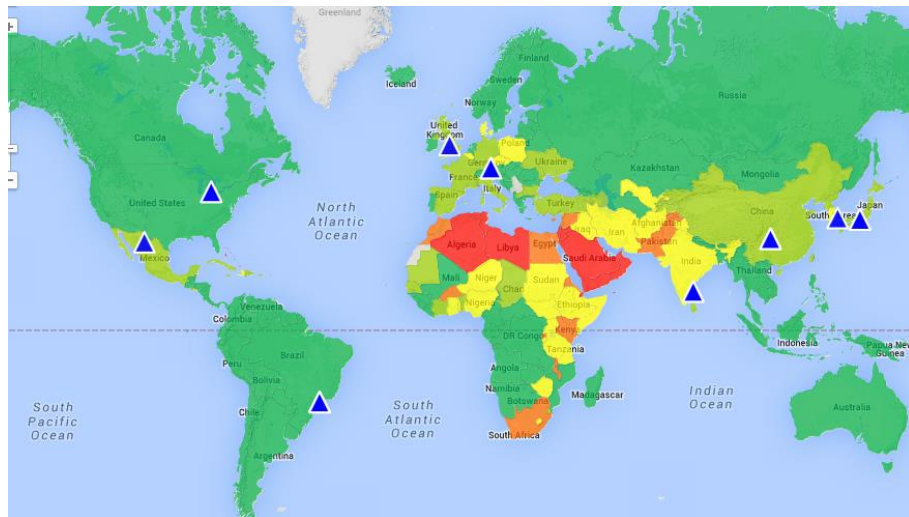 Greenland
Iceland
Finland
Sweden
Norway
Russia
Canada
United
Kingdom
Poland
Germany
Ukraine
France
Kazakhstan
Mongolia
United States
Spain
Italy
Turkey
North
Atlantic
Ocean
China
Japan
South Korea
Iraq
Iran
Afghanistan
Pakistan
Algeria
Libya
Egypt
Saudi Arabia
Mexico
India
Mali
Niger
Chad
Sudan
Thailand
Nigeria
Ethiopia
Venezuela
Colombia
DR Congo
Kenya
Tanzania
Indonesia
Papua New
Guinea
Peru
Brazil
Bolivia
Angola
Namibia
Botswana
Madagascar
Indian
Ocean
South
Pacific
Ocean
Chile
South
Atlantic
Ocean
Australia
South Africa
Argentina